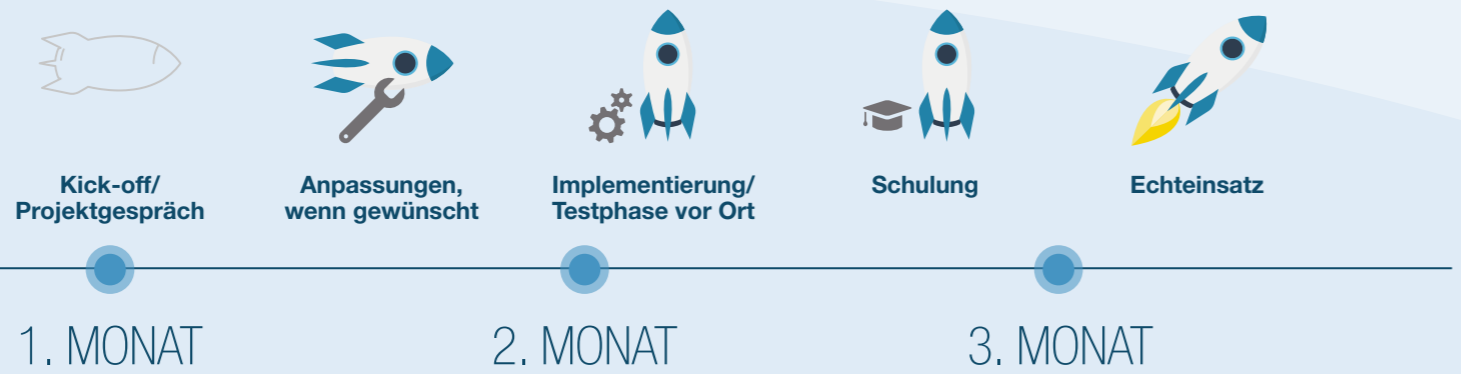 Kick-off/
Projektgespräch
Anpassungen,
wenn gewünscht
Implementierung/
Testphase vor Ort
Schulung
Echteinsatz
1. MONAT
2. MONAT
3. MONAT